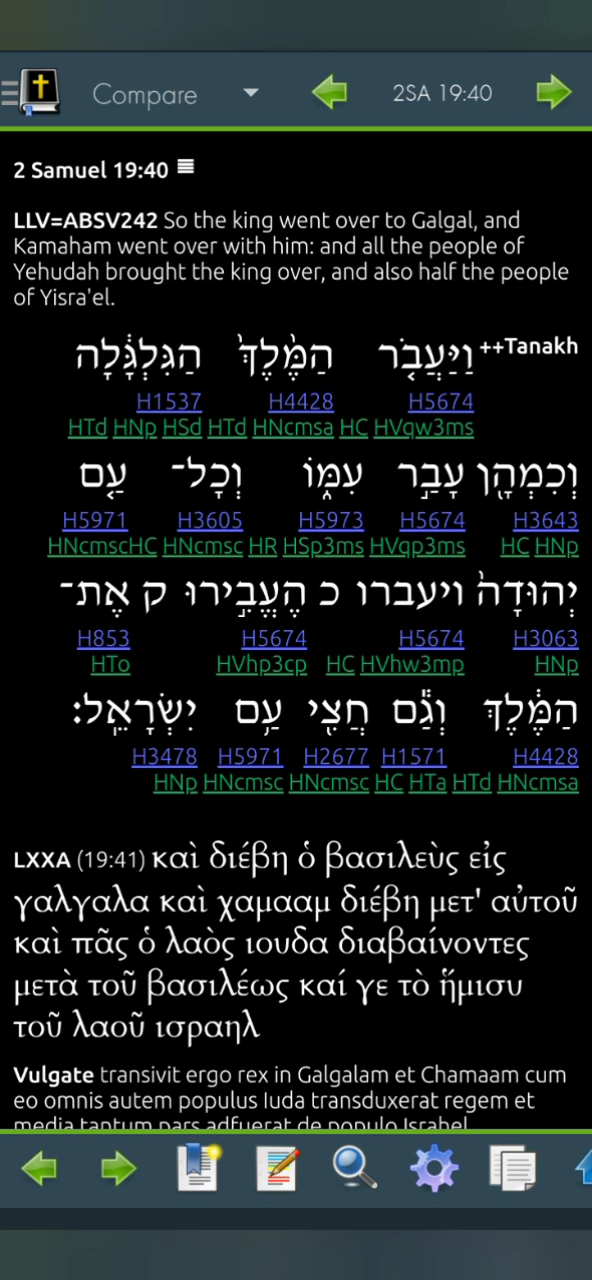 Compare
2SA 19:40
2 Samuel 19:40
LLV=ABSV242 So the king went over to Galgal, and
Kamaham went over with him: and all the people of
Yehudah brought the king over, and also half the people
of Yisra'el.
++Tanakh וַיַּעֲבֹ֤ר הַמֶּ֙לֶךְ֙ הַגִּלְגָּ֔לָה
H1537 H4428 H5674
HTd HNp HSd HTd HNcmsa HC HVqw3ms
וְכִמְהָ֖ן עָבַ֣ר עִמּ֑וֹ וְכָל־ עַ֤ם
H5971 H3605 H5973 H5674 H3643
HNcmscHC HNcmsc HR HSp3ms HVqp3ms HC HNp
יְהוּדָה֙ ויעברו כ הֶעֱבִ֣ירוּ ק אֶת־
H853 H5674 H5674 H3063
HTo HVhp3cp HC HVhw3mp HNp
הַמֶּ֔לֶךְ וְגַ֕ם חֲצִ֖י עַ֥ם יִשְׂרָאֵֽל׃
H3478 H5971 H2677 H1571 H4428
HNp HNcmsc HNcmsc HC HTa HTd HNcmsa
LXXA (19:41) καὶ διέβη ὁ βασιλεὺς εἰς
γαλγαλα καὶ χαμααμ διέβη μετ' αὐτοῦ
καὶ πᾶς ὁ λαὸς ιουδα διαβαίνοντες
μετὰ τοῦ βασιλέως καί γε τὸ ἥμισυ
τοῦ λαοῦ ισραηλ
Vulgate transivit ergo rex in Galgalam et Chamaam cum
eo omnis autem populus Iuda transduxerat regem et
media tantum pars adfuerat de populo Israhel